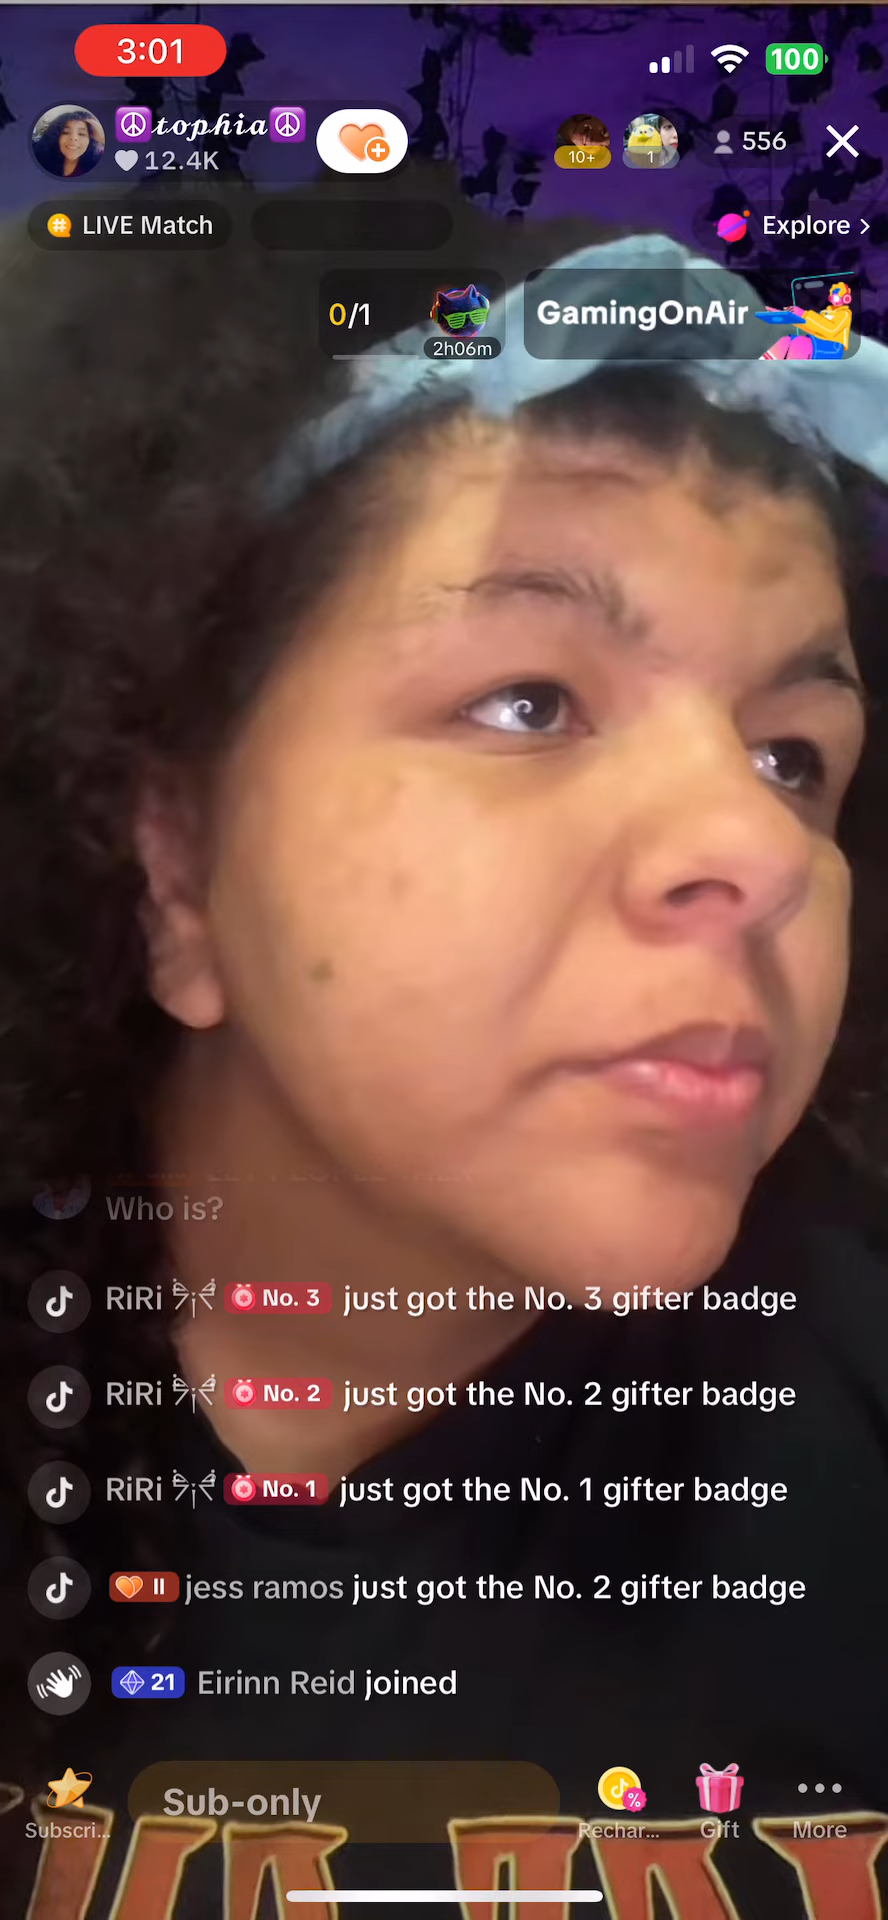 3:01
100
☮️𝓽𝓸𝓹𝓱𝓲𝓪☮️
12.4K
10+
1
556
LIVE Match
Explore >
0/1
2h06m
GamingOnAir
Who is?
RiRi No. 3 just got the No. 3 gifter badge
RiRi No. 2 just got the No. 2 gifter badge
RiRi No. 1 just got the No. 1 gifter badge
II jess ramos just got the No. 2 gifter badge
21 Eirinn Reid joined
Sub-only
Subscri...
Rechar...
Gift
More